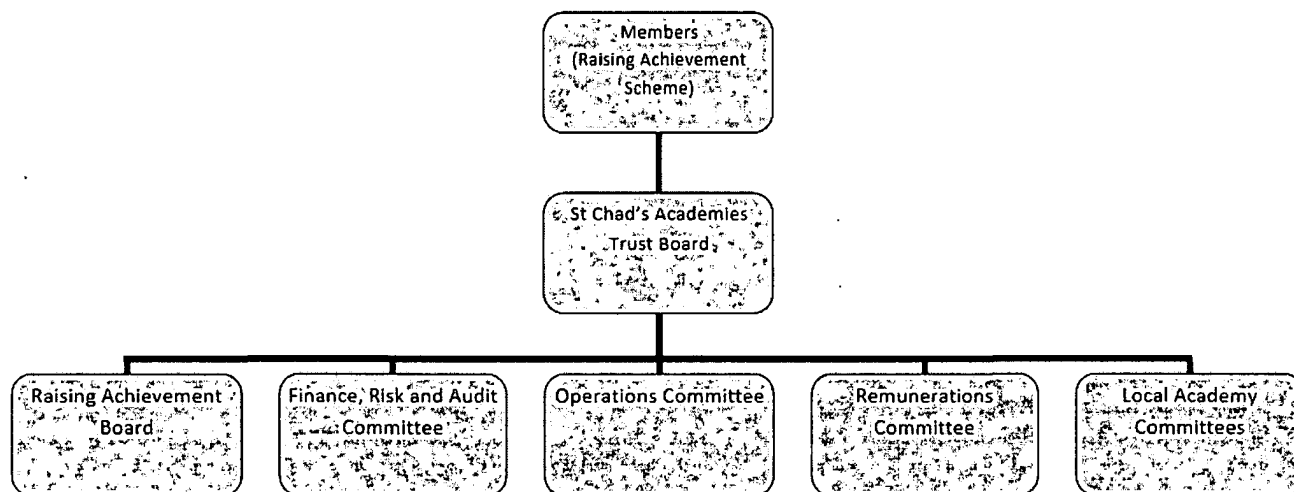 Members
(Raising Achievement
Scheme)
St Chad's Academies
Trust Board
Raising Achievement
Board
Finance, Risk and Audit
Committee
Operations Committee
Remunerations
Committee
Local Academy
Committees